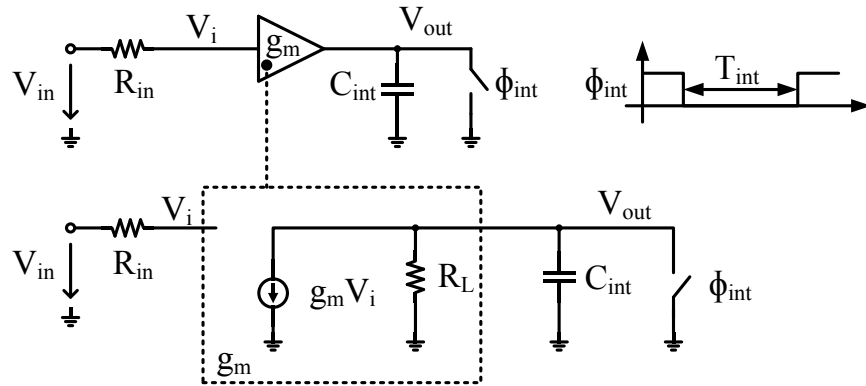 V_i
g_m
V_out
V_in
R_in
C_int
ϕ_int
ϕ_int
T_int
V_i
V_out
V_in
R_in
g_mV_i
R_L
C_int
ϕ_int
g_m